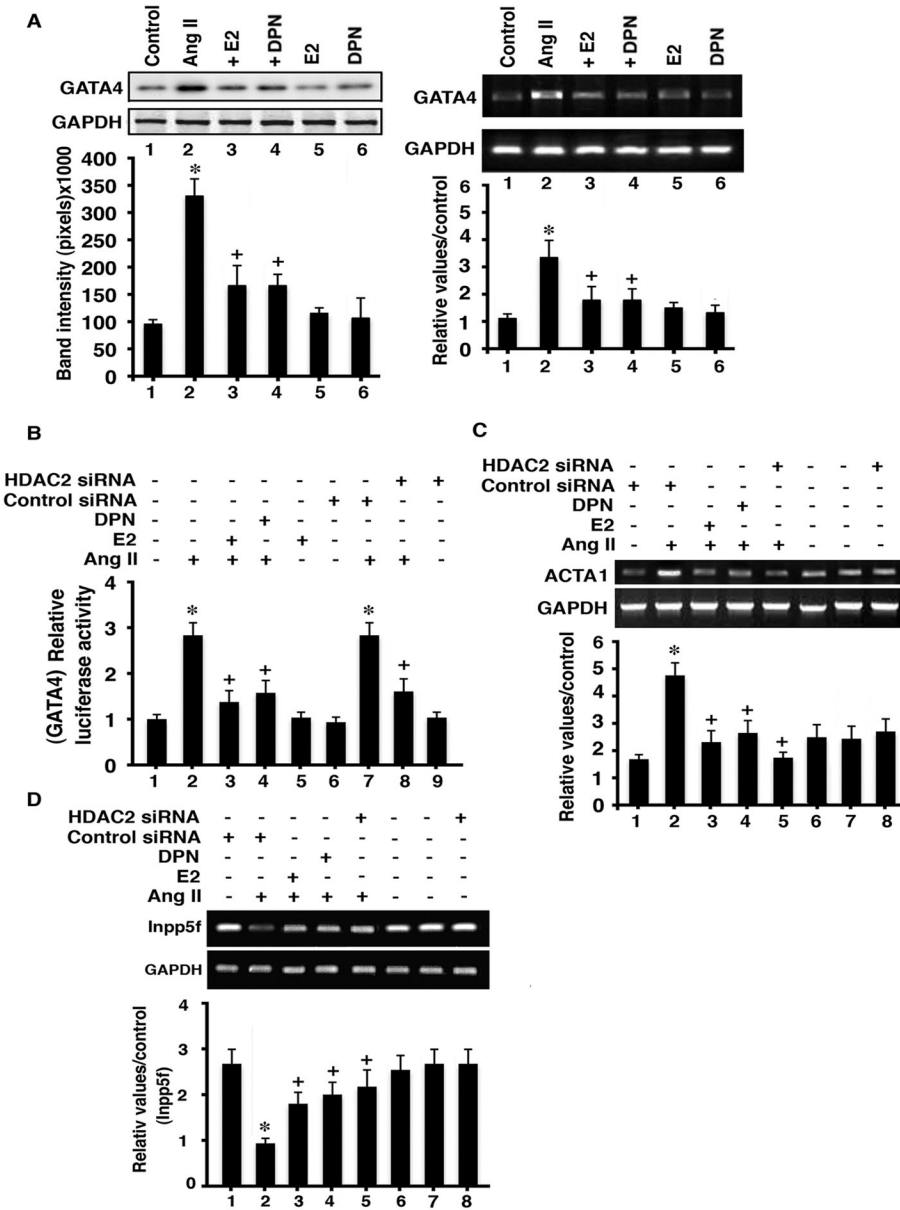 A
Control Ang II + E2 + DPN E2 DPN
GATA4
GAPDH
1 2 3 4 5 6
Band intensity (pixels)x1000
400
350
300
250
200
150
100
50
0
*
+ +
1 2 3 4 5 6
Control Ang II + E2 + DPN E2 DPN
GATA4
GAPDH
1 2 3 4 5 6
Relative values/control
6
5
4
3
2
1
0
*
+ +
1 2 3 4 5 6
B
HDAC2 siRNA - - - - - - - + +
Control siRNA - - - - - + + - -
DPN - - - + - - - - -
E2 - - + - + - - - -
Ang II - + + + - - + + -
(GATA4) Relative
luciferase activity
4
3
2
1
0
* + + * +
1 2 3 4 5 6 7 8 9
C
HDAC2 siRNA - - - - + - - +
Control siRNA + + - - - - - -
DPN - - - + - - - -
E2 - - + - - - - -
Ang II - + + + + - - -
ACTA1
GAPDH
Relative values/control
6
5
4
3
2
1
0
* + + +
1 2 3 4 5 6 7 8
D
HDAC2 siRNA - - - - + - - +
Control siRNA + + - - - - - -
DPN - - - + - - - -
E2 - - + - - - - -
Ang II - + + + + - - -
Inpp5f
GAPDH
Relativ values/control
(Inpp5f)
4
3
2
1
0
* + + +
1 2 3 4 5 6 7 8